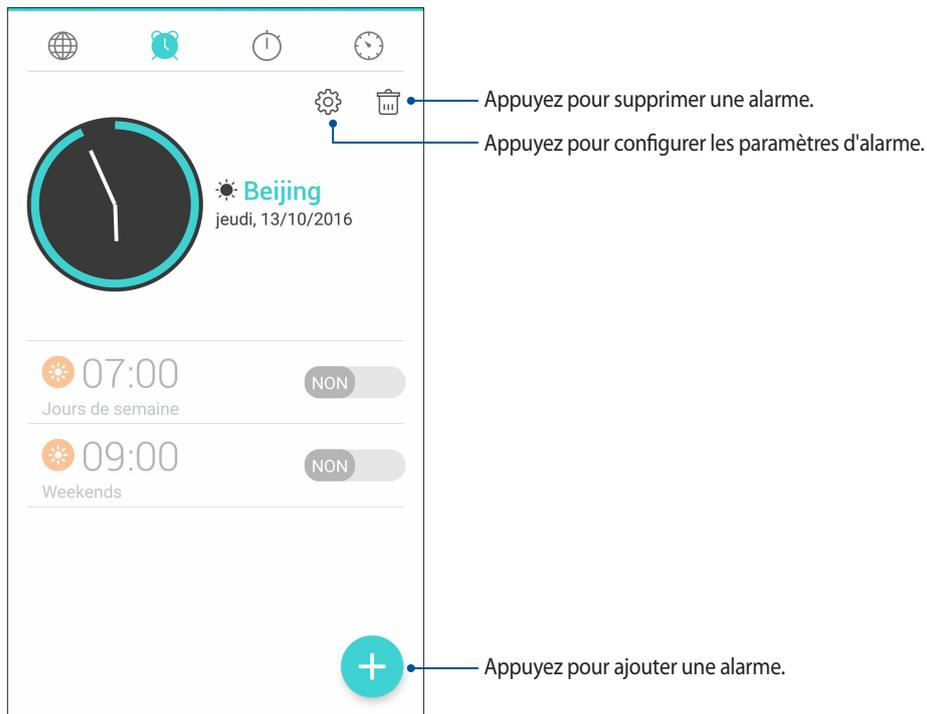 Appuyez pour supprimer une alarme.
Appuyez pour configurer les paramètres d'alarme.
Beijing
jeudi, 13/10/2016
07:00
NON
Jours de semaine
09:00
NON
Weekends
Appuyez pour ajouter une alarme.